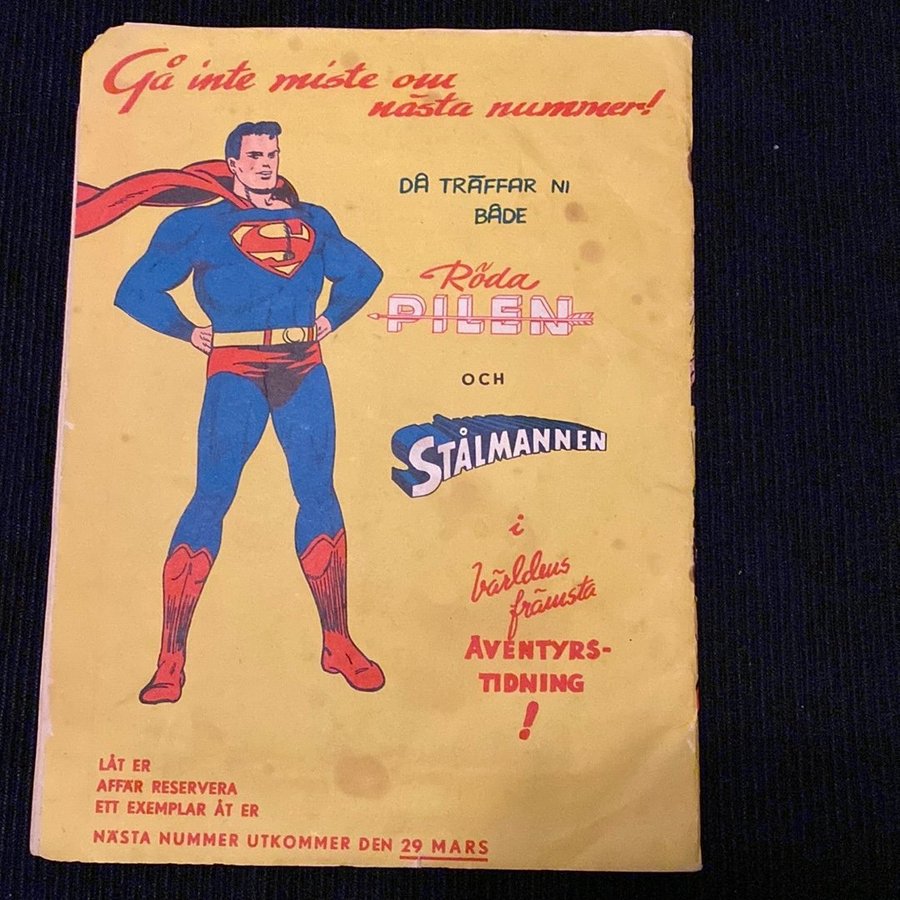 Gå inte miste om
nästa nummer!
DÅ TRÄFFAR NI
BÅDE
Röda
PILEN
OCH
STÅLMANNEN
i
världens
främsta
ÄVENTYRS-
TIDNING
!
LÅT ER
AFFÄR RESERVERA
ETT EXEMPLAR ÅT ER
NÄSTA NUMMER UTKOMMER DEN 29 MARS
S